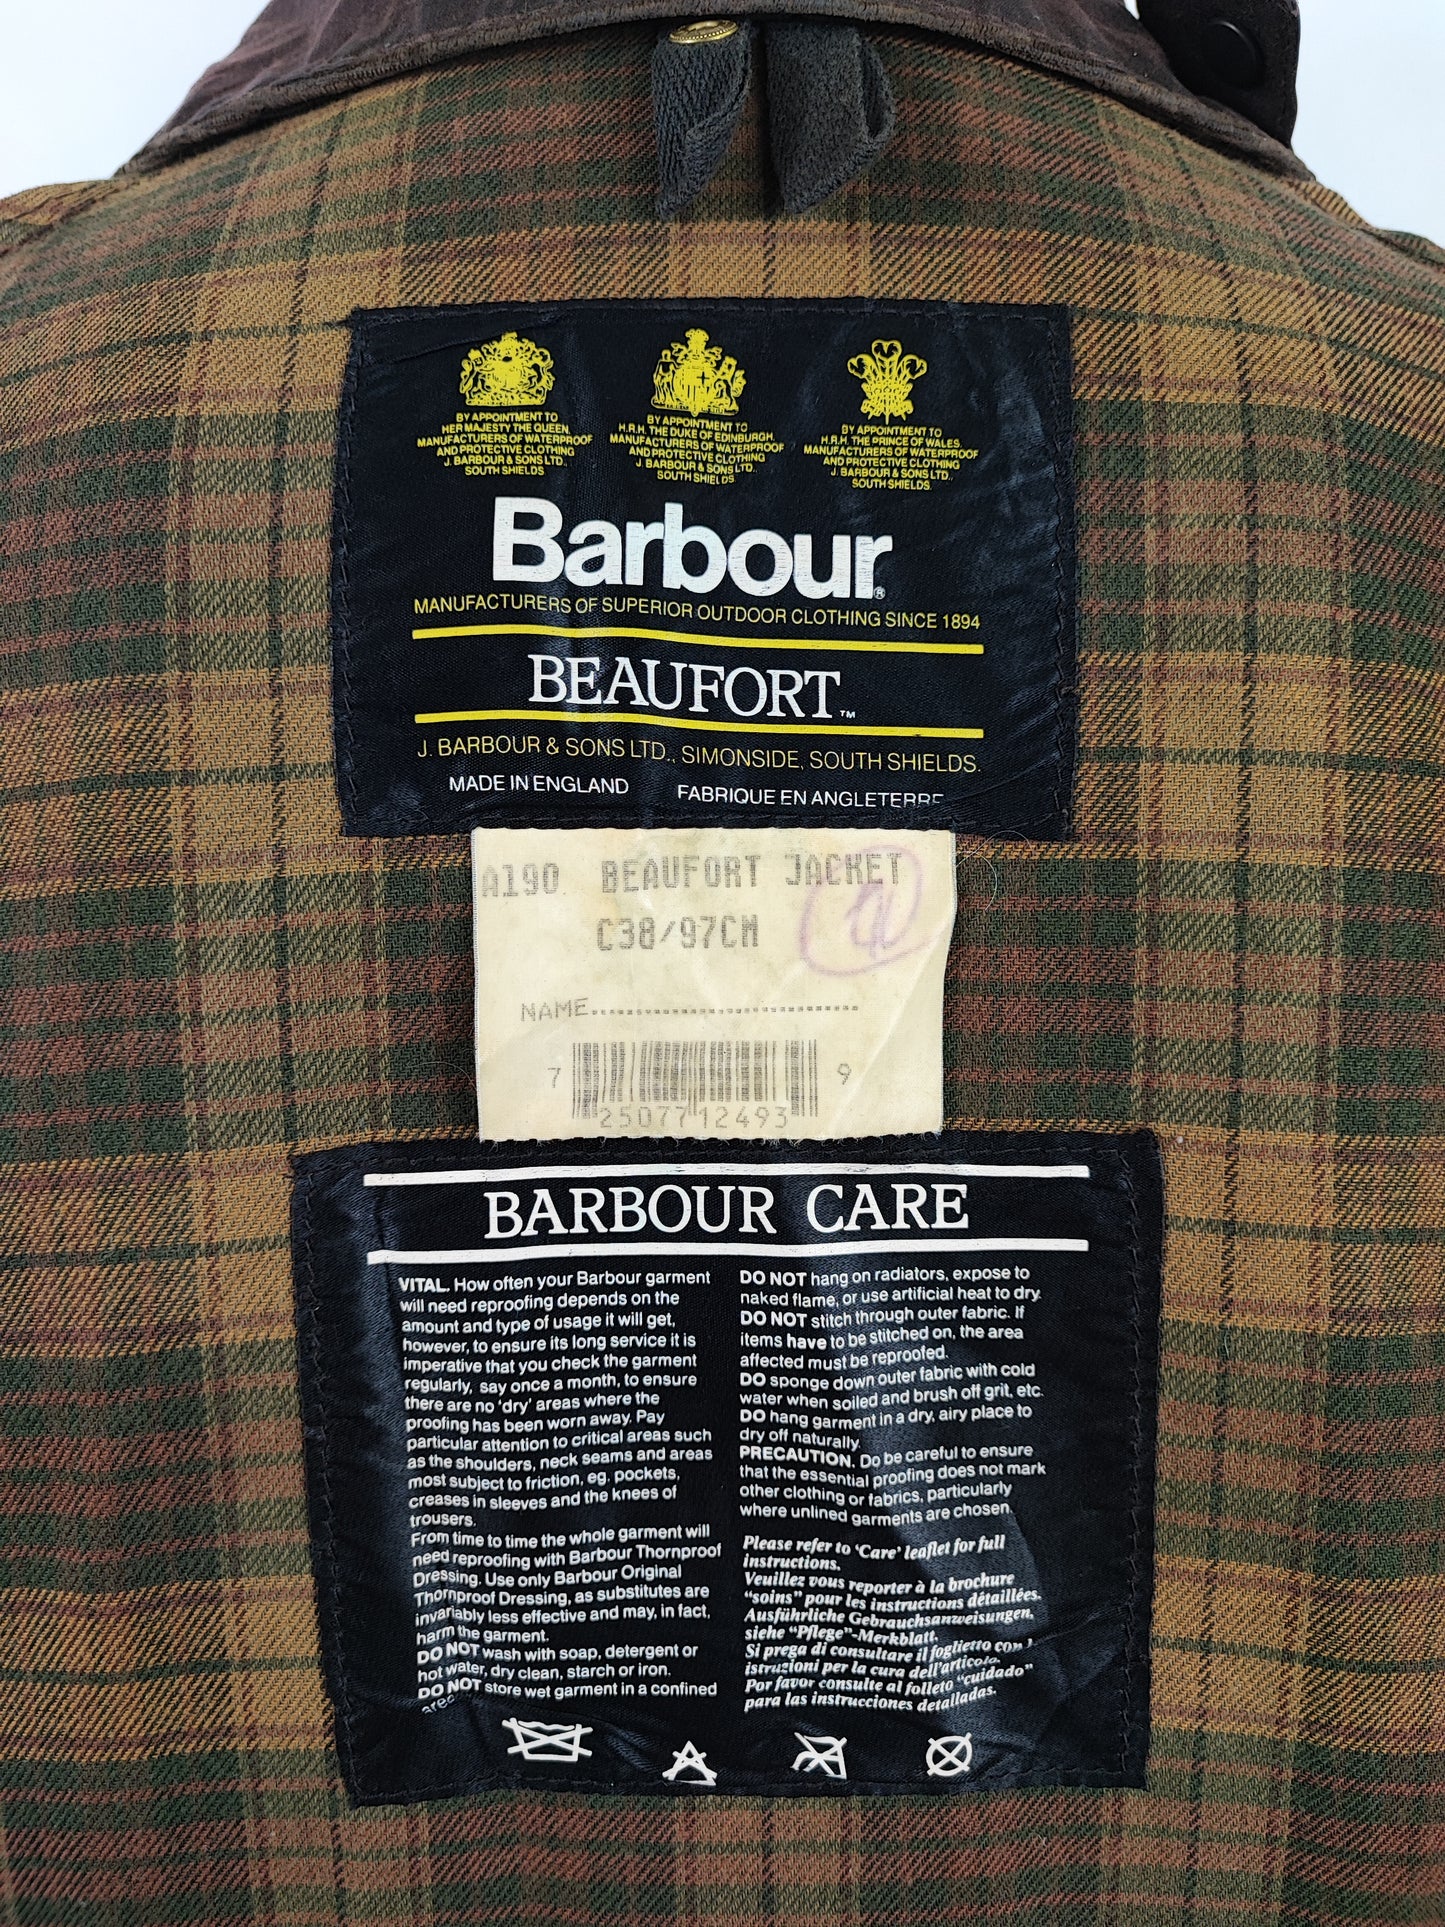 BY APPOINTMENT TO
HER MAJESTY THE QUEEN.
MANUFACTURERS OF WATERPROOF
AND PROTECTIVE CLOTHING
J. BARBOUR & SONS LTD.,
SOUTH SHIELDS
BY APPOINTMENT TO
H.R.H. THE DUKE OF EDINBURGH.
MANUFACTURERS OF WATERPROOF
AND PROTECTIVE CLOTHING
J. BARBOUR & SONS LTD.,
SOUTH SHIELDS
BY APPOINTMENT TO
H.R.H. THE PRINCE OF WALES.
MANUFACTURERS OF WATERPROOF
AND PROTECTIVE CLOTHING
J. BARBOUR & SONS LTD.,
SOUTH SHIELDS.
Barbour®
MANUFACTURERS OF SUPERIOR OUTDOOR CLOTHING SINCE 1894
BEAUFORT™
J. BARBOUR & SONS LTD., SIMONSIDE, SOUTH SHIELDS.
MADE IN ENGLAND FABRIQUE EN ANGLETERRE
A190 BEAUFORT JACKET
C38/97CM
NAME..............................
7 25077 12493 9
BARBOUR CARE
VITAL. How often your Barbour garment
will need reproofing depends on the
amount and type of usage it will get,
however, to ensure its long service it is
imperative that you check the garment
regularly, say once a month, to ensure
there are no 'dry' areas where the
proofing has been worn away. Pay
particular attention to critical areas such
as the shoulders, neck seams and areas
most subject to friction, eg. pockets,
creases in sleeves and the knees of
trousers.
From time to time the whole garment will
need reproofing with Barbour Thornproof
Dressing. Use only Barbour Original
Thornproof Dressing, as substitutes are
invariably less effective and may, in fact,
harm the garment.
DO NOT wash with soap, detergent or
hot water, dry clean, starch or iron.
DO NOT store wet garment in a confined
area
DO NOT hang on radiators, expose to
naked flame, or use artificial heat to dry.
DO NOT stitch through outer fabric. If
items have to be stitched on, the area
affected must be reproofed.
DO sponge down outer fabric with cold
water when soiled and brush off grit, etc.
DO hang garment in a dry, airy place to
dry off naturally.
PRECAUTION. Do be careful to ensure
that the essential proofing does not mark
other clothing or fabrics, particularly
where unlined garments are chosen.
Please refer to 'Care' leaflet for full
instructions.
Veuillez vous reporter à la brochure
"soins" pour les instructions détaillées.
Ausführliche Gebrauchsanweisungen,
siehe "Pflege"-Merkblatt.
Si prega di consultare il foglietto con l
istruzioni per la cura dell'articolo.
Por favor consulte al folleto "cuidado"
para las instrucciones detalladas.